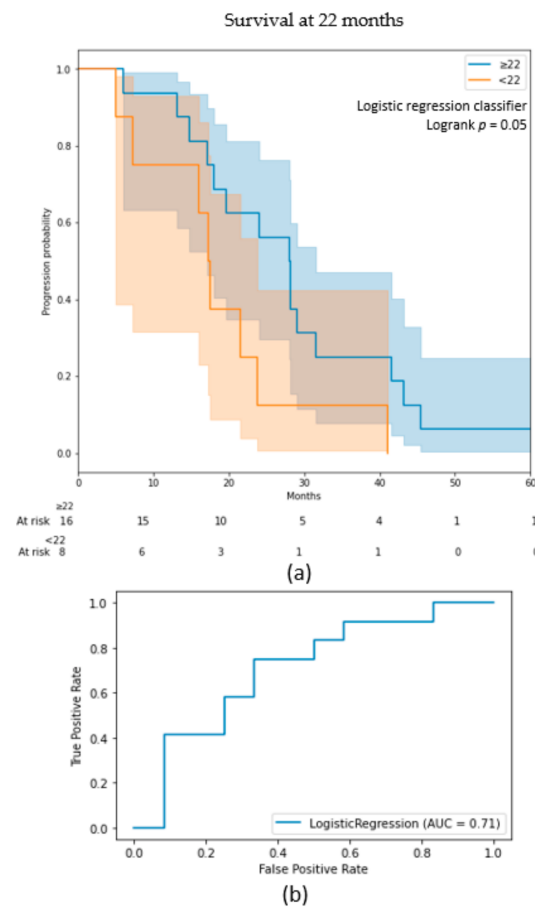 Survival at 22 months
≥22
<22
Logistic regression classifier
Logrank p = 0.05
1.0
0.8
0.6
0.4
0.2
0.0
Progression probability
0 10 20 30 40 50 60
Months
≥22
At risk 16 15 10 5 4 1 1
<22
At risk 8 6 3 1 1 0 0
(a)
1.0
0.8
0.6
0.4
0.2
0.0
True Positive Rate
LogisticRegression (AUC = 0.71)
0.0 0.2 0.4 0.6 0.8 1.0
False Positive Rate
(b)